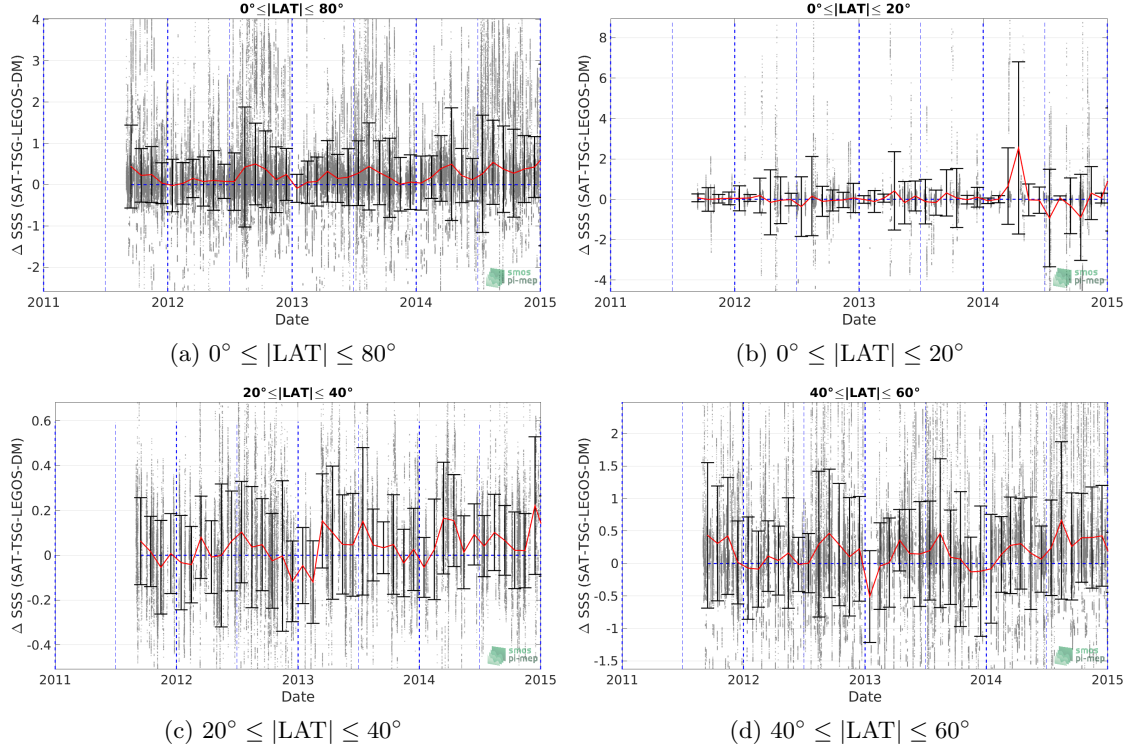 0°≤|LAT|≤ 80°
Δ SSS (SAT-TSG-LEGOS-DM)
4
3
2
1
0
-1
-2
2011 2012 2013 2014 2015
Date
smos
pi-mep
(a) 0° ≤ |LAT| ≤ 80°
0°≤|LAT|≤ 20°
Δ SSS (SAT-TSG-LEGOS-DM)
8
6
4
2
0
-2
-4
2011 2012 2013 2014 2015
Date
smos
pi-mep
(b) 0° ≤ |LAT| ≤ 20°
20°≤|LAT|≤ 40°
Δ SSS (SAT-TSG-LEGOS-DM)
0.6
0.4
0.2
0
-0.2
-0.4
2011 2012 2013 2014 2015
Date
smos
pi-mep
(c) 20° ≤ |LAT| ≤ 40°
40°≤|LAT|≤ 60°
Δ SSS (SAT-TSG-LEGOS-DM)
2
1.5
1
0.5
0
-0.5
-1
-1.5
2011 2012 2013 2014 2015
Date
smos
pi-mep
(d) 40° ≤ |LAT| ≤ 60°